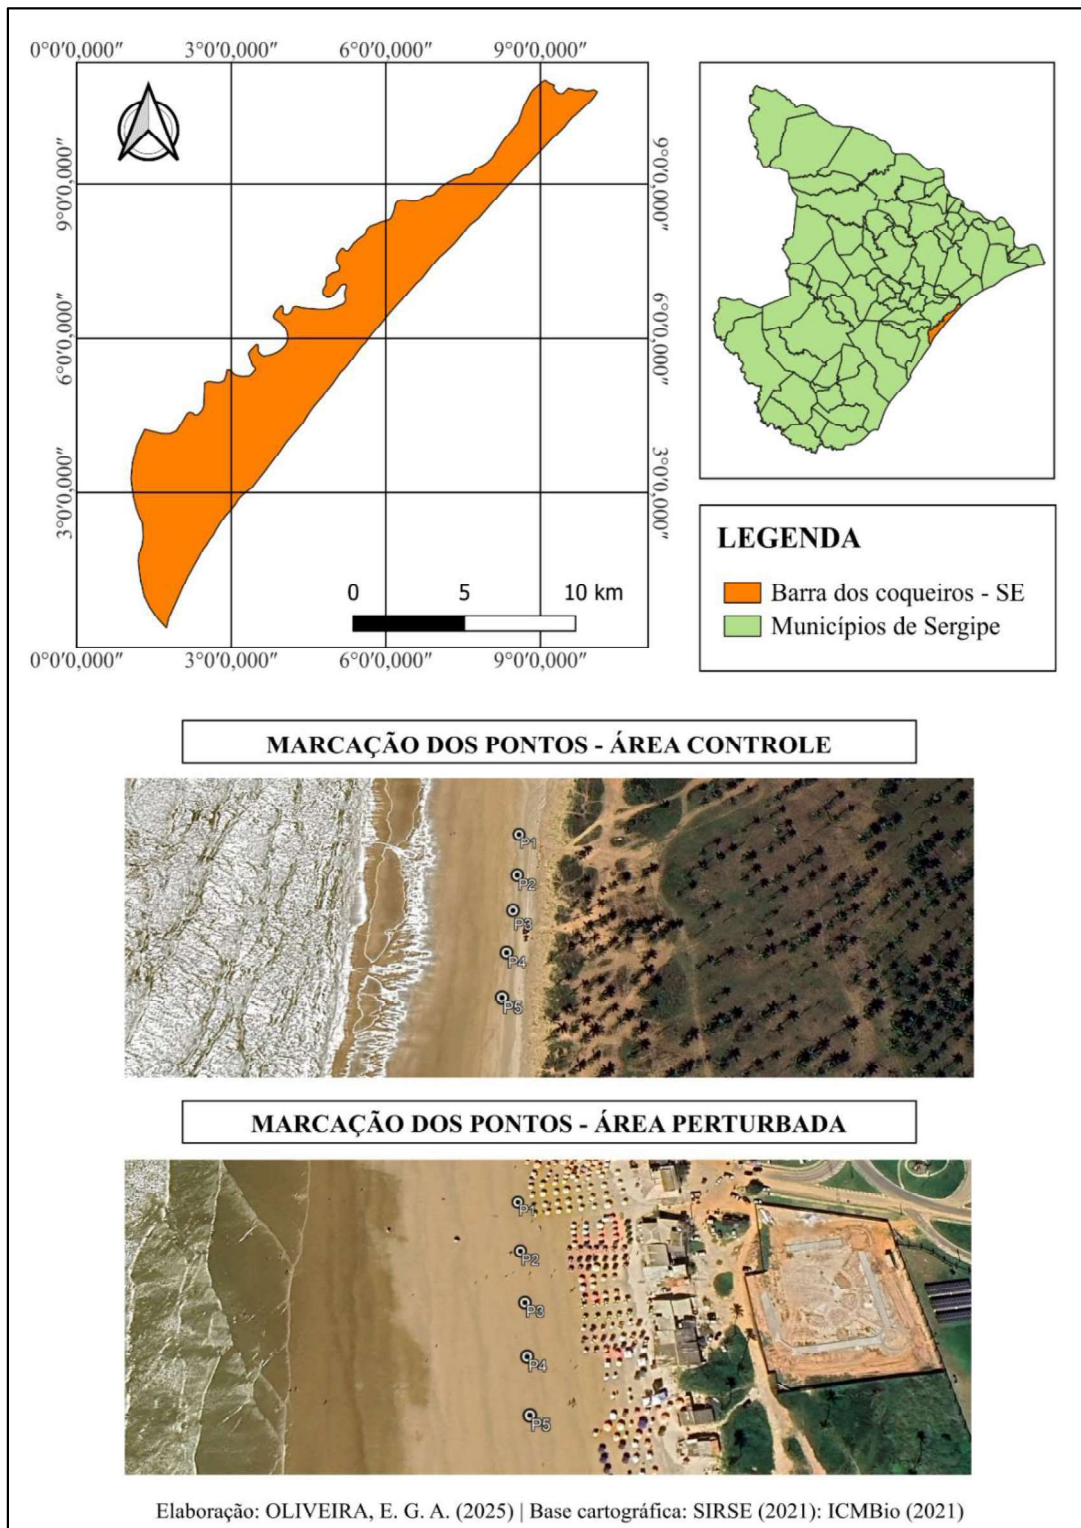 0°0'0,000" 3°0'0,000" 6°0'0,000" 9°0'0,000"
9°0'0,000"
6°0'0,000"
3°0'0,000"
9°0'0,000"
6°0'0,000"
3°0'0,000"
0 5 10 km
0°0'0,000" 3°0'0,000" 6°0'0,000" 9°0'0,000"
LEGENDA
Barra dos coqueiros - SE
Municípios de Sergipe
MARCAÇÃO DOS PONTOS - ÁREA CONTROLE
P1
P2
P3
P4
P5
MARCAÇÃO DOS PONTOS - ÁREA PERTURBADA
P1
P2
P3
P4
P5
Elaboração: OLIVEIRA, E. G. A. (2025) | Base cartográfica: SIRSE (2021): ICMBio (2021)